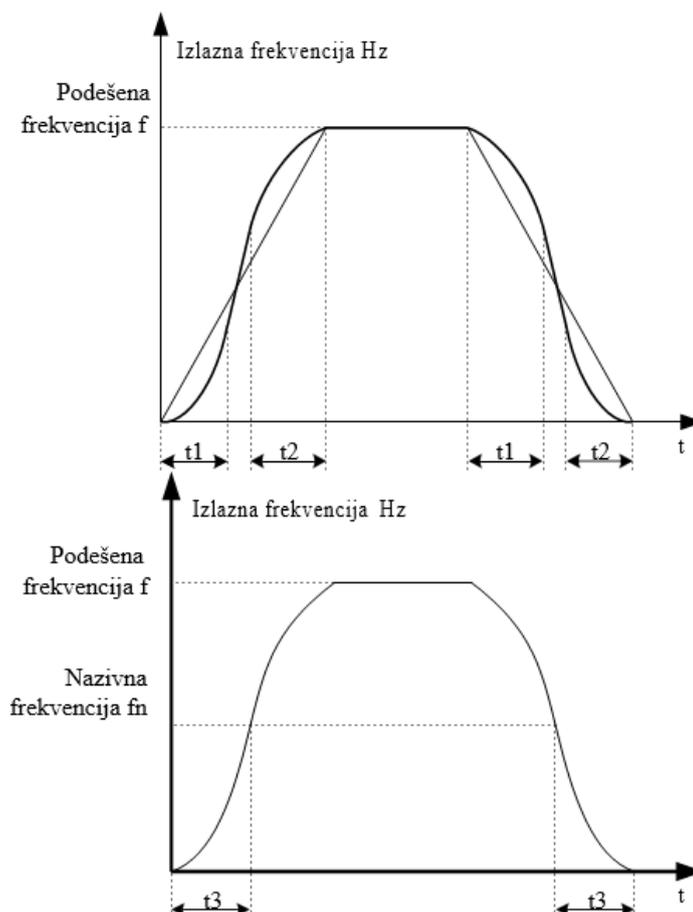 Izlazna frekvencija Hz
Podešena
frekvencija f
t
t1
t2
t1
t2
Izlazna frekvencija Hz
Podešena
frekvencija f
Nazivna
frekvencija fn
t
t3
t3